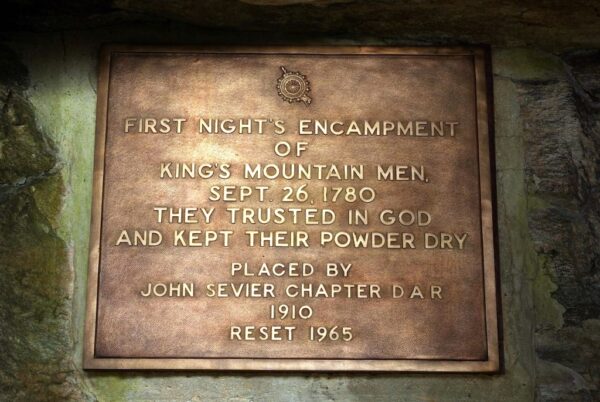 FIRST NIGHT'S ENCAMPMENT
OF
KING'S MOUNTAIN MEN,
SEPT. 26, 1780
THEY TRUSTED IN GOD
AND KEPT THEIR POWDER DRY
PLACED BY
JOHN SEVIER CHAPTER D A R
1910
RESET 1965